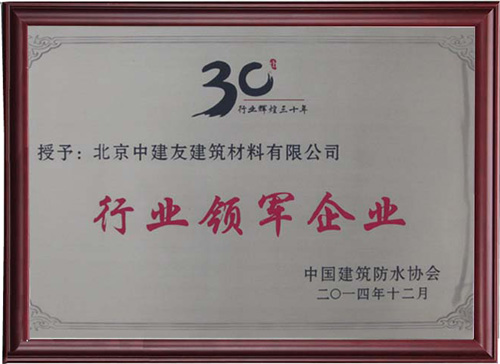 30
行业辉煌三十年
授予：北京中建友建筑材料有限公司
行业领军企业
中国建筑防水协会
二〇一四年十二月